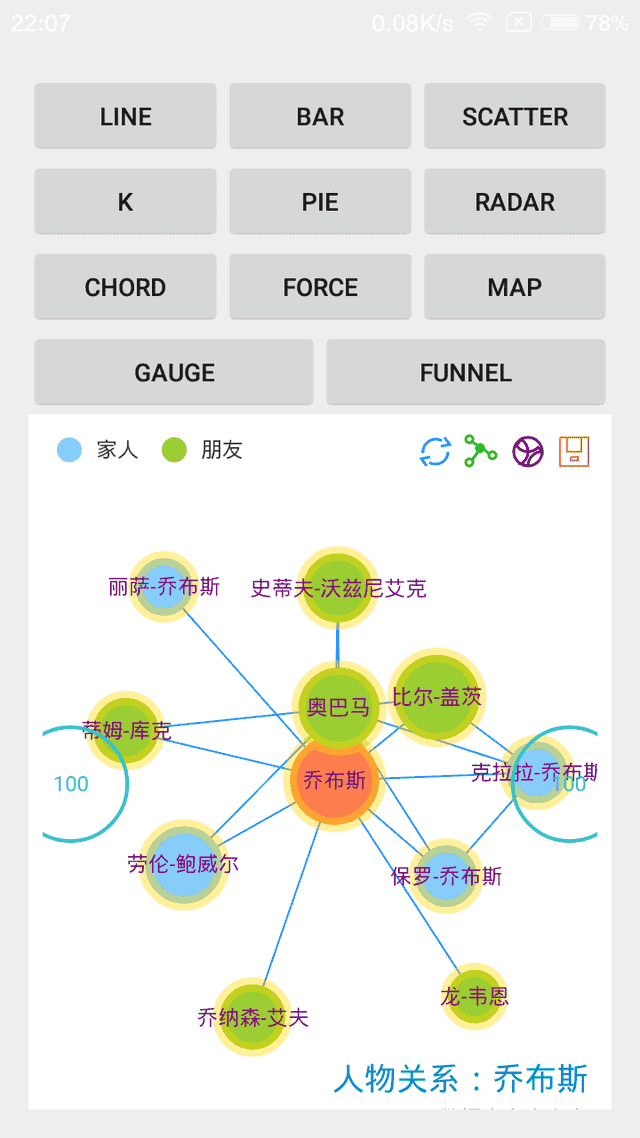 22:07 0.08K/s 78%
LINE BAR SCATTER
K PIE RADAR
CHORD FORCE MAP
GAUGE FUNNEL
家人 朋友
丽萨-乔布斯 史蒂夫-沃兹尼艾克
奥巴马 比尔-盖茨
蒂姆-库克
乔布斯 克拉拉-乔布斯
100 100
劳伦-鲍威尔 保罗-乔布斯
乔纳森-艾夫 龙-韦恩
人物关系：乔布斯